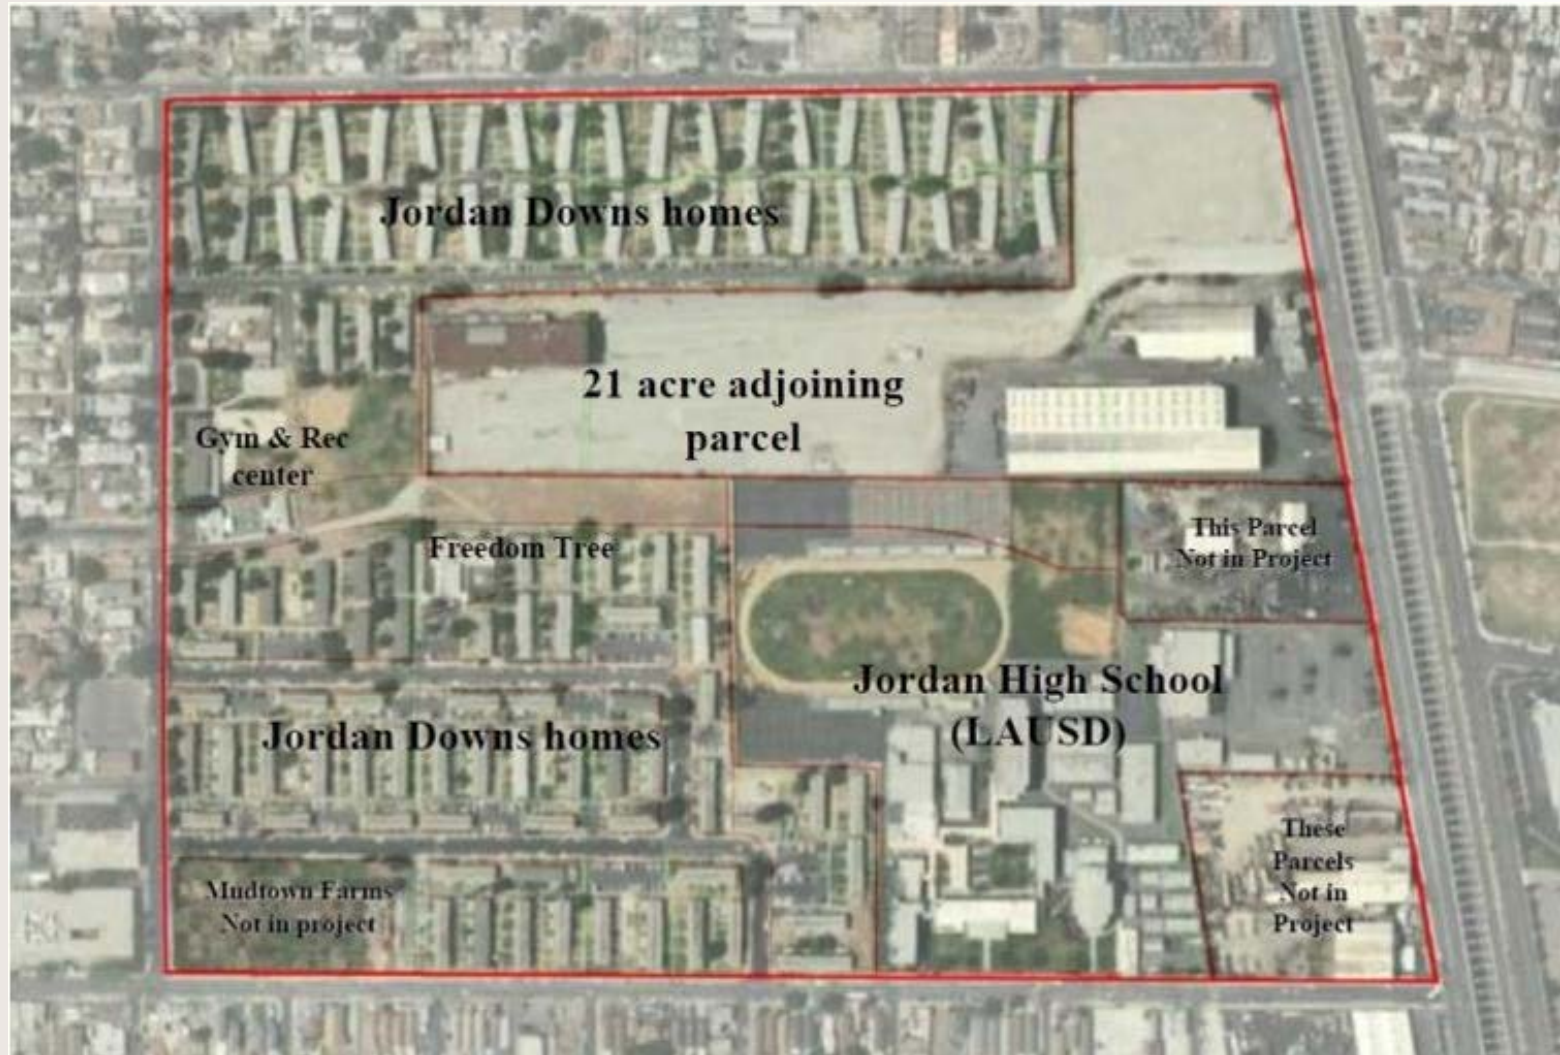 Jordan Downs homes
21 acre adjoining
parcel
Gym & Rec
center
This Parcel
Not in Project
Freedom Tree
Jordan High School
(LAUSD)
Jordan Downs homes
These
Parcels
Not in
Project
Mudtown Farms
Not in project